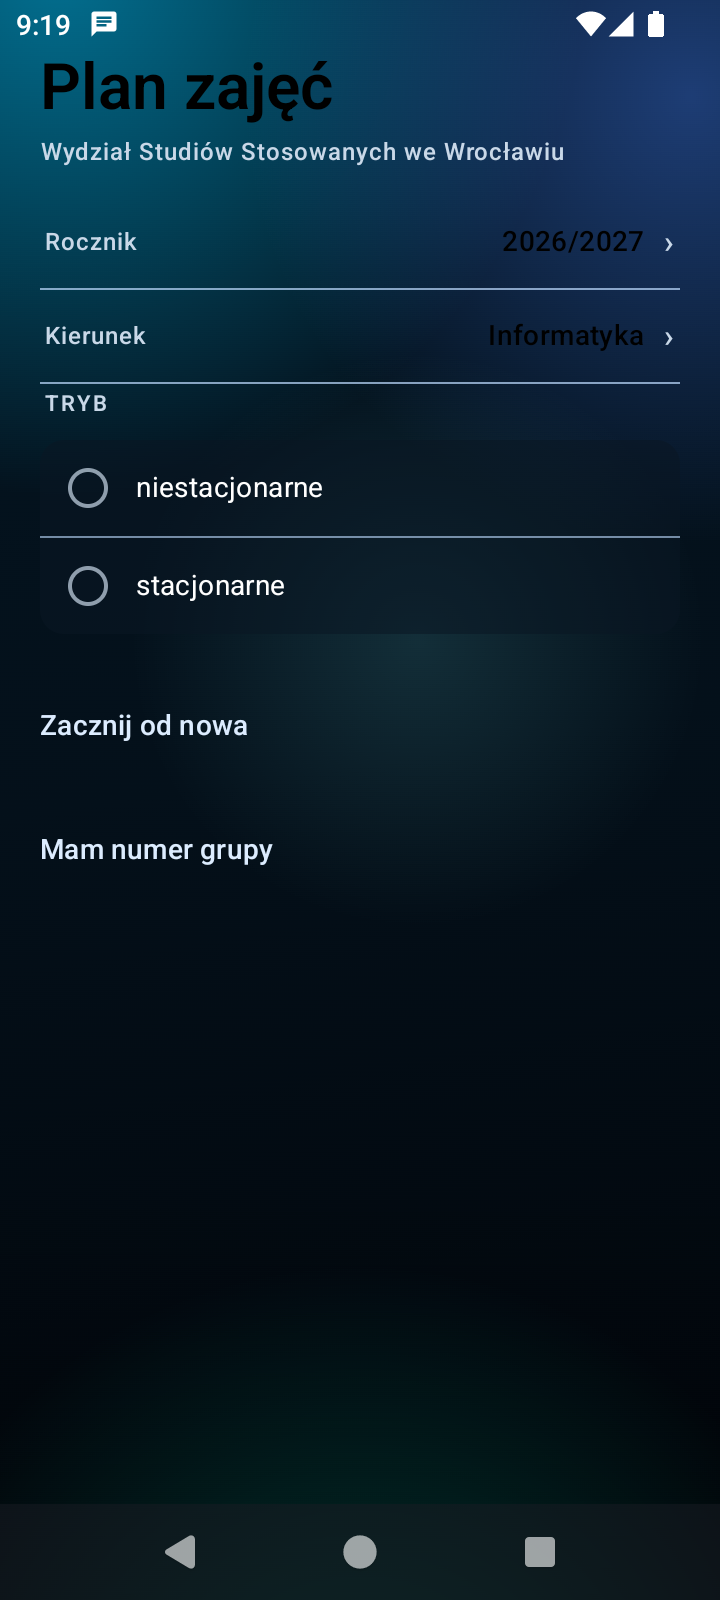 9:19
Plan zajęć
Wydział Studiów Stosowanych we Wrocławiu
Rocznik 2026/2027 ›
Kierunek Informatyka ›
TRYB
niestacjonarne
stacjonarne
Zacznij od nowa
Mam numer grupy